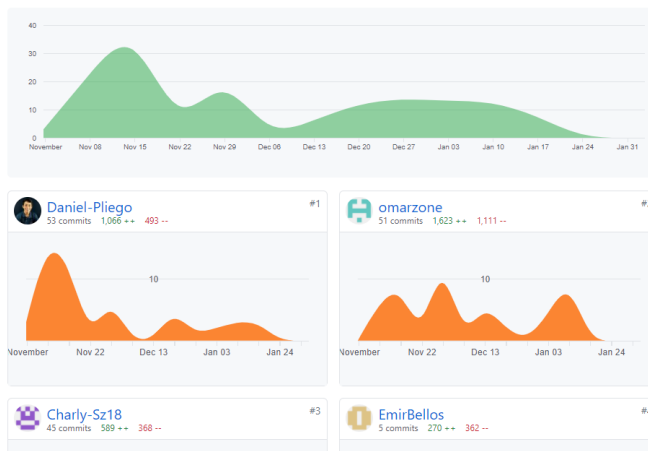 40
30
20
10
0
November Nov 08 Nov 15 Nov 22 Nov 29 Dec 06 Dec 13 Dec 20 Dec 27 Jan 03 Jan 10 Jan 17 Jan 24 Jan 31
Daniel-Pliego #1
53 commits 1,066 ++ 493 --
10
November Nov 22 Dec 13 Jan 03 Jan 24
omarzone
51 commits 1,623 ++ 1,111 --
10
November Nov 22 Dec 13 Jan 03 Jan 24
Charly-Sz18 #3
45 commits 589 ++ 368 --
EmirBellos
5 commits 270 ++ 362 --